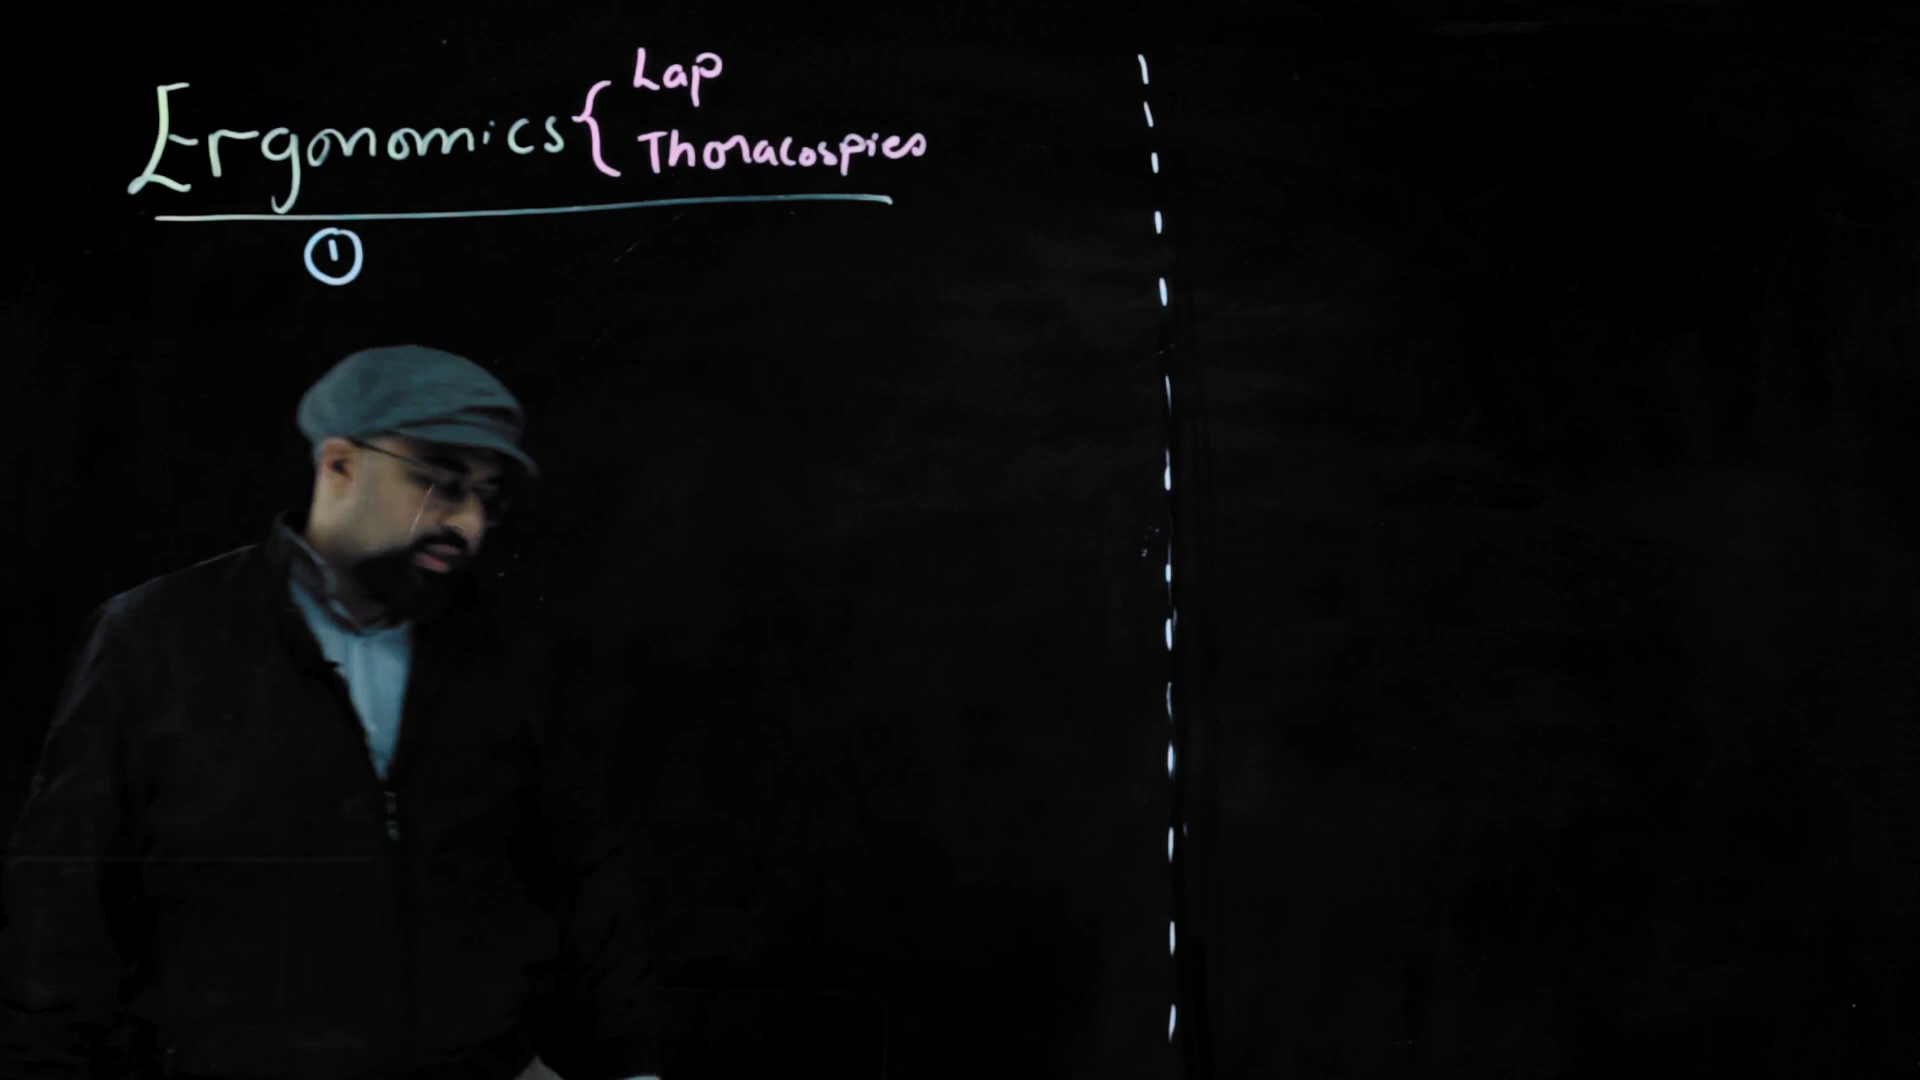 Ergonomics {
Lap
Thoracospies
①